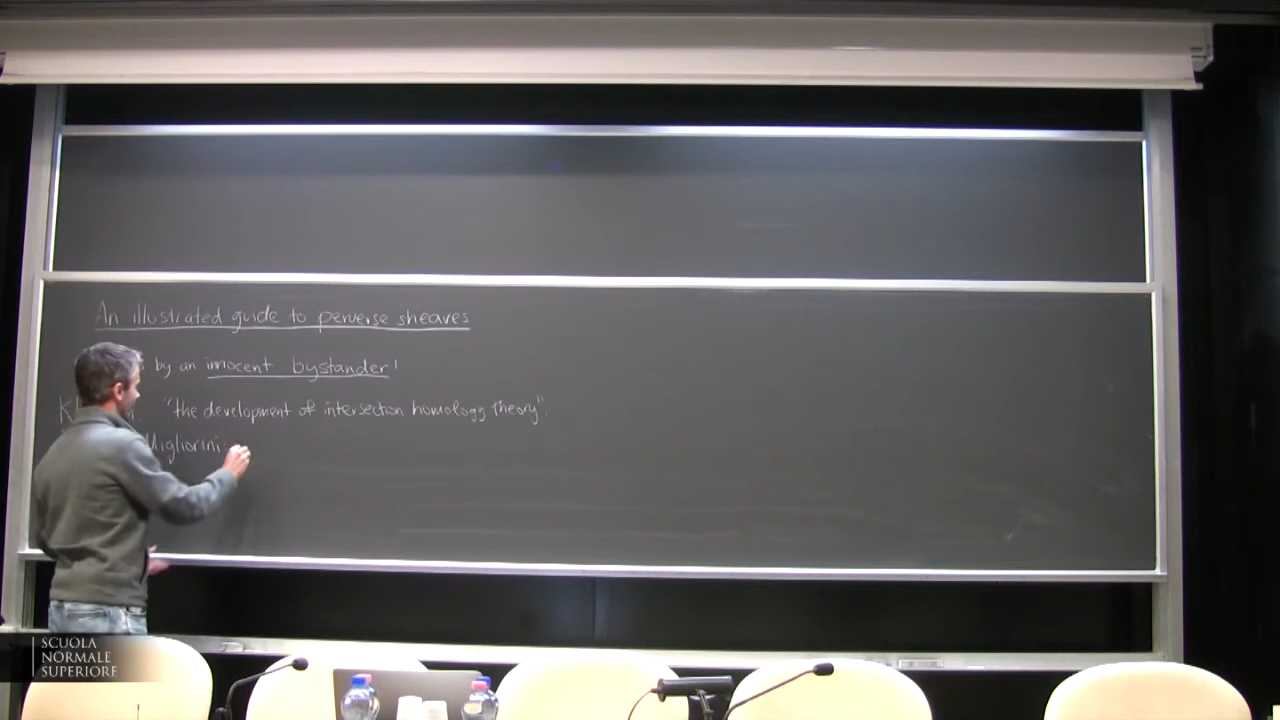 An illustrated guide to perverse sheaves
by an innocent bystander!
"the development of intersection homology theory".
Migliorini
SCUOLA
NORMALE
SUPERIORE